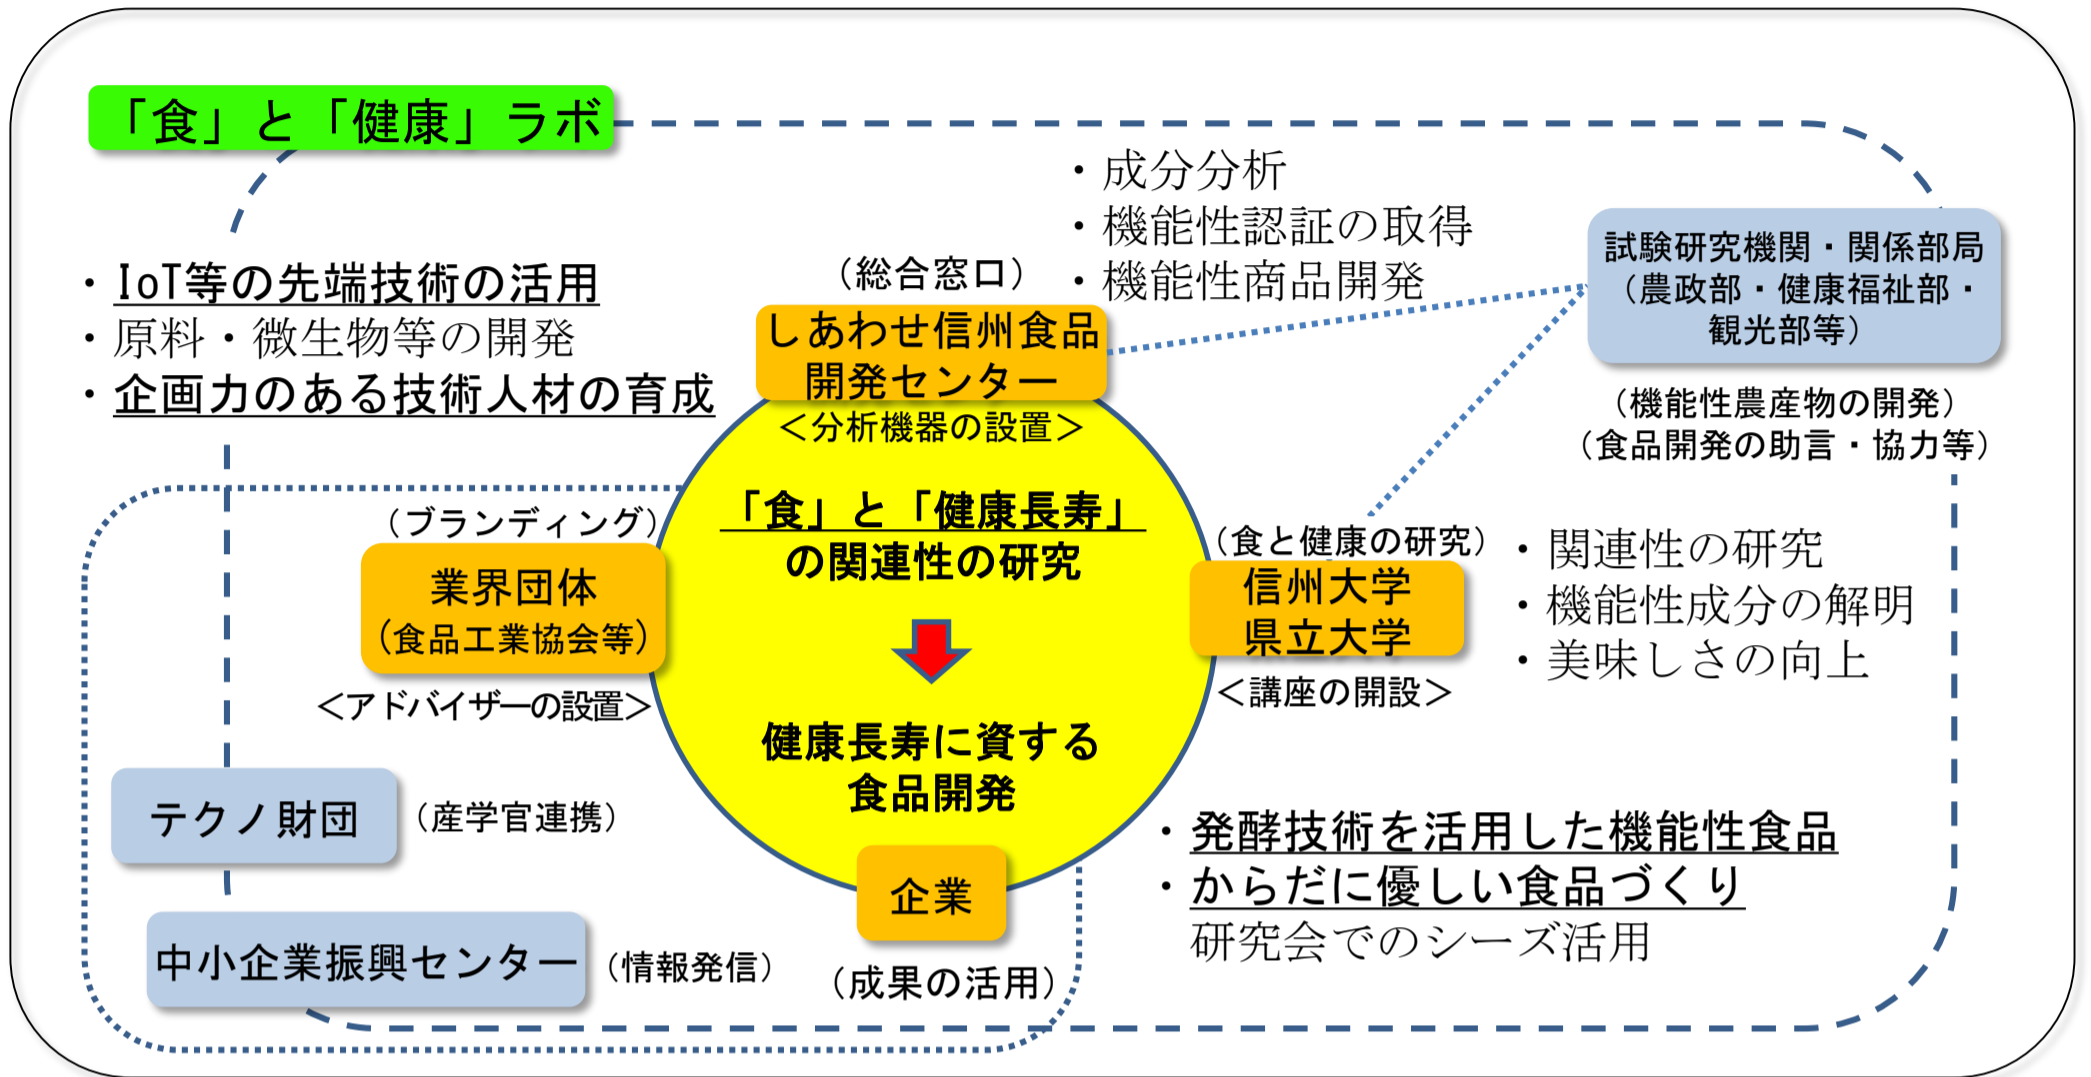 「食」と「健康」ラボ
・成分分析
・機能性認証の取得
・機能性商品開発
試験研究機関・関係部局
（農政部・健康福祉部・
観光部等）
（機能性農産物の開発）
（食品開発の助言・協力等）
・IoT等の先端技術の活用
・原料・微生物等の開発
・企画力のある技術人材の育成
（総合窓口）
しあわせ信州食品
開発センター
＜分析機器の設置＞
「食」と「健康長寿」
の関連性の研究
健康長寿に資する
食品開発
（ブランディング）
業界団体
（食品工業協会等）
＜アドバイザーの設置＞
（食と健康の研究）
信州大学
県立大学
＜講座の開設＞
・関連性の研究
・機能性成分の解明
・美味しさの向上
テクノ財団
（産学官連携）
中小企業振興センター
（情報発信）
企業
（成果の活用）
・発酵技術を活用した機能性食品
・からだに優しい食品づくり
研究会でのシーズ活用